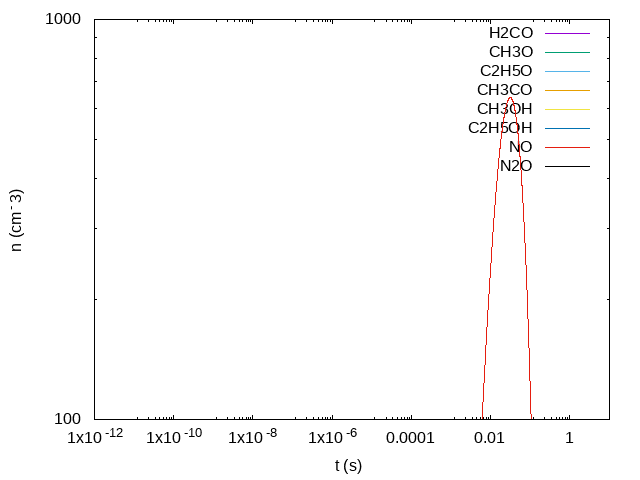 1000
H2CO
CH3O
C2H5O
CH3CO
CH3OH
C2H5OH
NO
N2O
n (cm-3)
100
1x10-12 1x10-10 1x10-8 1x10-6 0.0001 0.01 1
t (s)